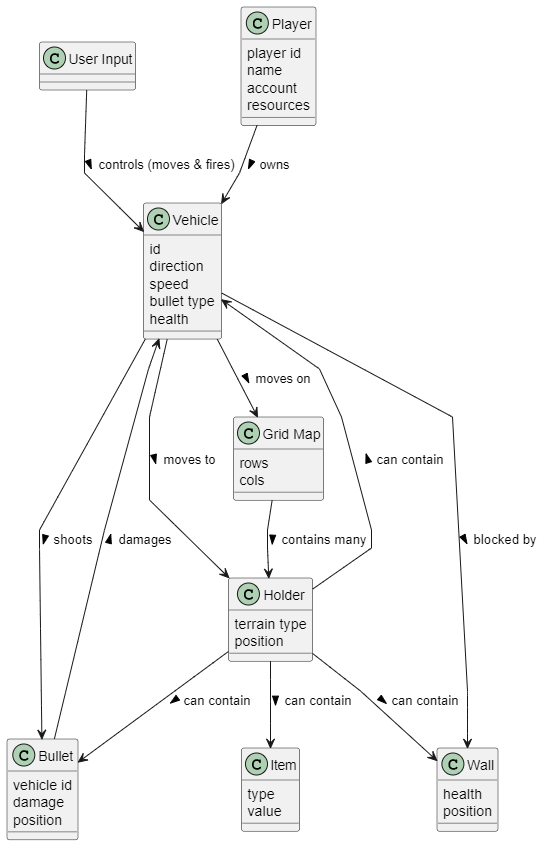 C Player
player id
name
account
resources
C User Input
controls (moves & fires)
owns
C Vehicle
id
direction
speed
bullet type
health
moves on
C Grid Map
rows
cols
moves to
can contain
shoots
damages
contains many
blocked by
C Holder
terrain type
position
can contain
can contain
can contain
C Bullet
vehicle id
damage
position
C Item
type
value
C Wall
health
position